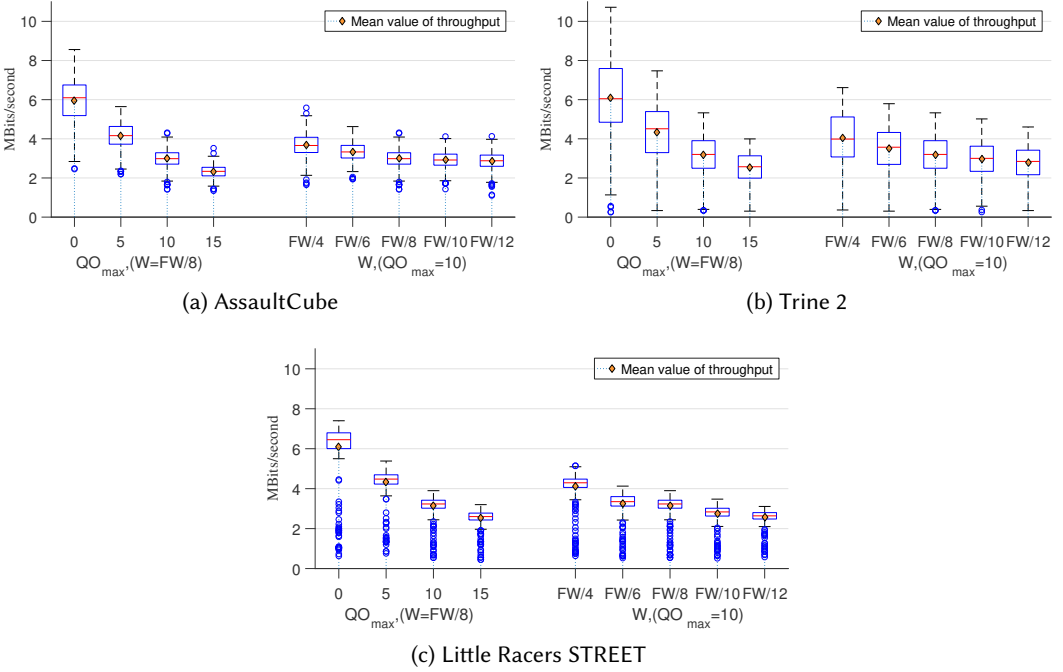 Mean value of throughput
10
8
6
4
2
0
MBits/second
0 5 10 15 FW/4 FW/6 FW/8 FW/10 FW/12
QO max,(W=FW/8) W,(QO max=10)
(a) AssaultCube
Mean value of throughput
10
8
6
4
2
0
MBits/second
0 5 10 15 FW/4 FW/6 FW/8 FW/10 FW/12
QO max,(W=FW/8) W,(QO max=10)
(b) Trine 2
Mean value of throughput
10
8
6
4
2
0
MBits/second
0 5 10 15 FW/4 FW/6 FW/8 FW/10 FW/12
QO max,(W=FW/8) W,(QO max=10)
(c) Little Racers STREET